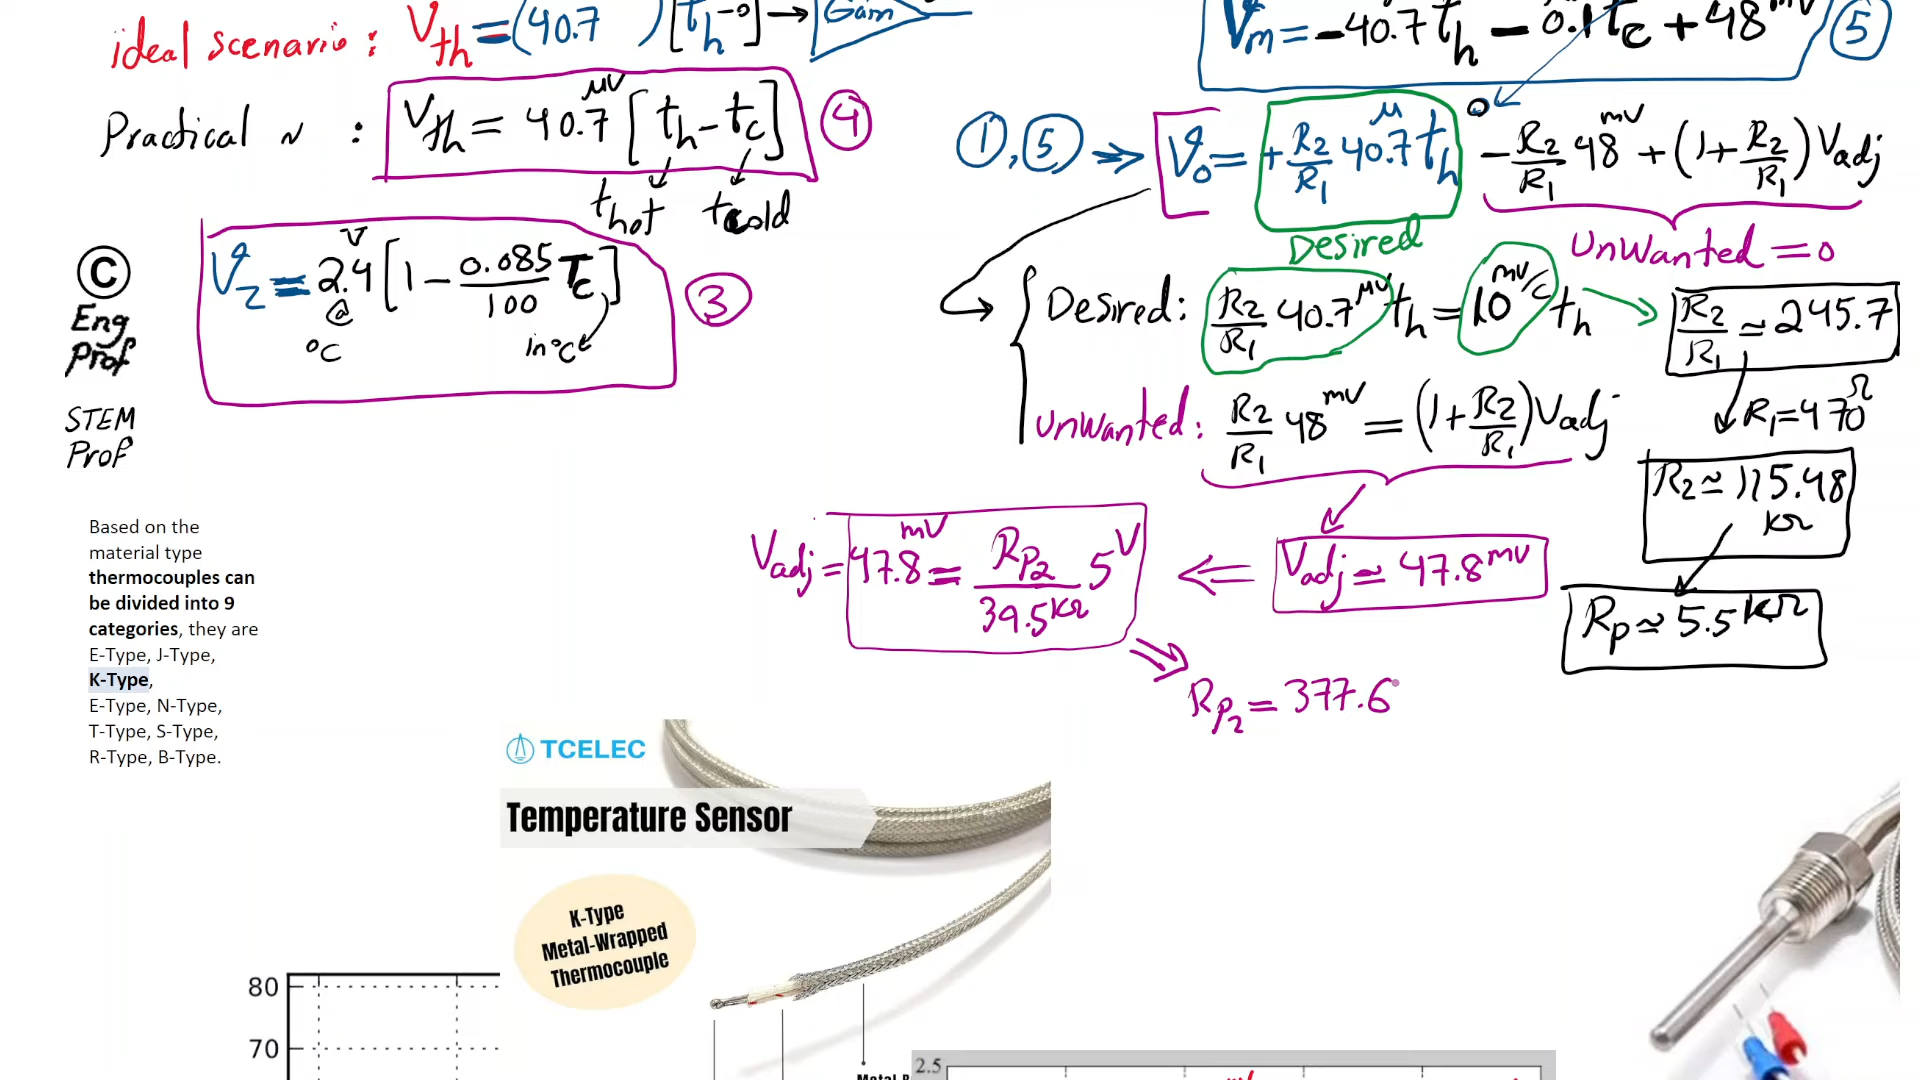 ideal scenario : Vth = (40.7 ) [th -0] → Gain
Practical ~ : Vth = 40.7 μV [th - tc] ④
thot tcold
Vz = 2.4 V [1 - 0.085/100 Tc] ③
@ °C in °C
© Eng Prof
STEM Prof
Based on the
material type
thermocouples can
be divided into 9
categories, they are
E-Type, J-Type,
K-Type,
E-Type, N-Type,
T-Type, S-Type,
R-Type, B-Type.
Vm = -40.7 th - 0.1 tc + 48 mV ⑤
①,⑤ ⇒ Vo = + R2/R1 40.7 μ th 0 - R2/R1 48 mV + (1 + R2/R1) Vadj
Desired
UnWanted = 0
Desired: R2/R1 40.7 μV th = 10 mV/C th → R2/R1 ≃ 245.7
UnWanted: R2/R1 48 mV = (1 + R2/R1) Vadj
R1 = 470 Ω
R2 ≃ 115.48 kΩ
Vadj = 47.8 mV = RP2/39.5 kΩ 5 V ⇐ Vadj ≃ 47.8 mV
Rp ≃ 5.5 kΩ
RP2 = 377.6
TCELEC
Temperature Sensor
K-Type
Metal-Wrapped
Thermocouple
80
70
2.5